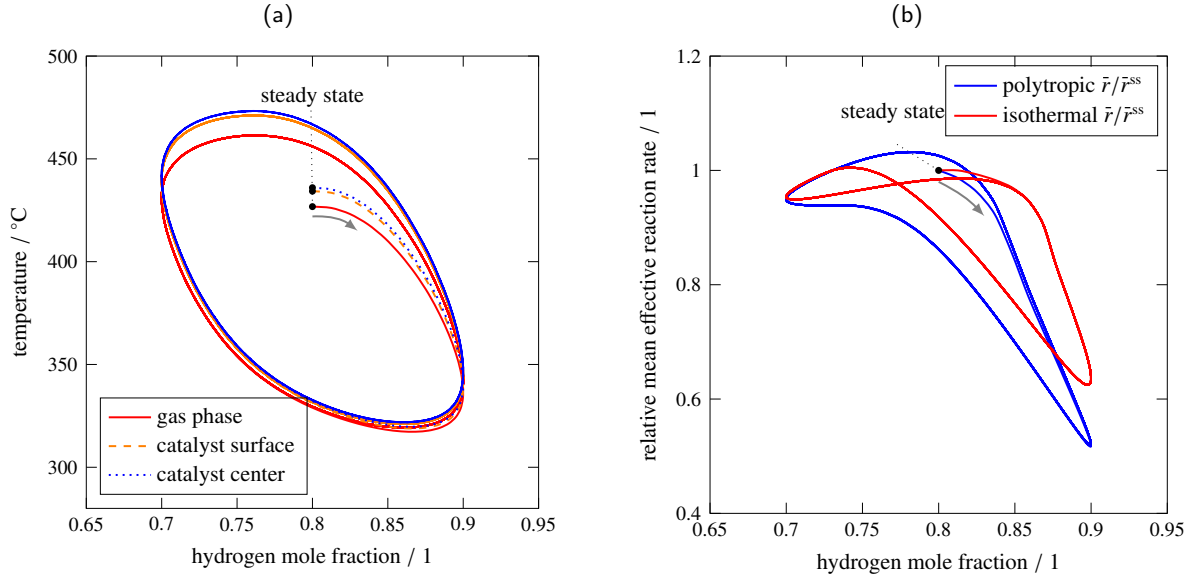 (a)
500
450
400
350
300
0.65 0.7 0.75 0.8 0.85 0.9 0.95
hydrogen mole fraction / 1
temperature / °C
steady state
gas phase
catalyst surface
catalyst center
(b)
1.2
1
0.8
0.6
0.4
0.65 0.7 0.75 0.8 0.85 0.9 0.95
hydrogen mole fraction / 1
relative mean effective reaction rate / 1
steady state
polytropic r̄/r̄ˢˢ
isothermal r̄/r̄ˢˢ